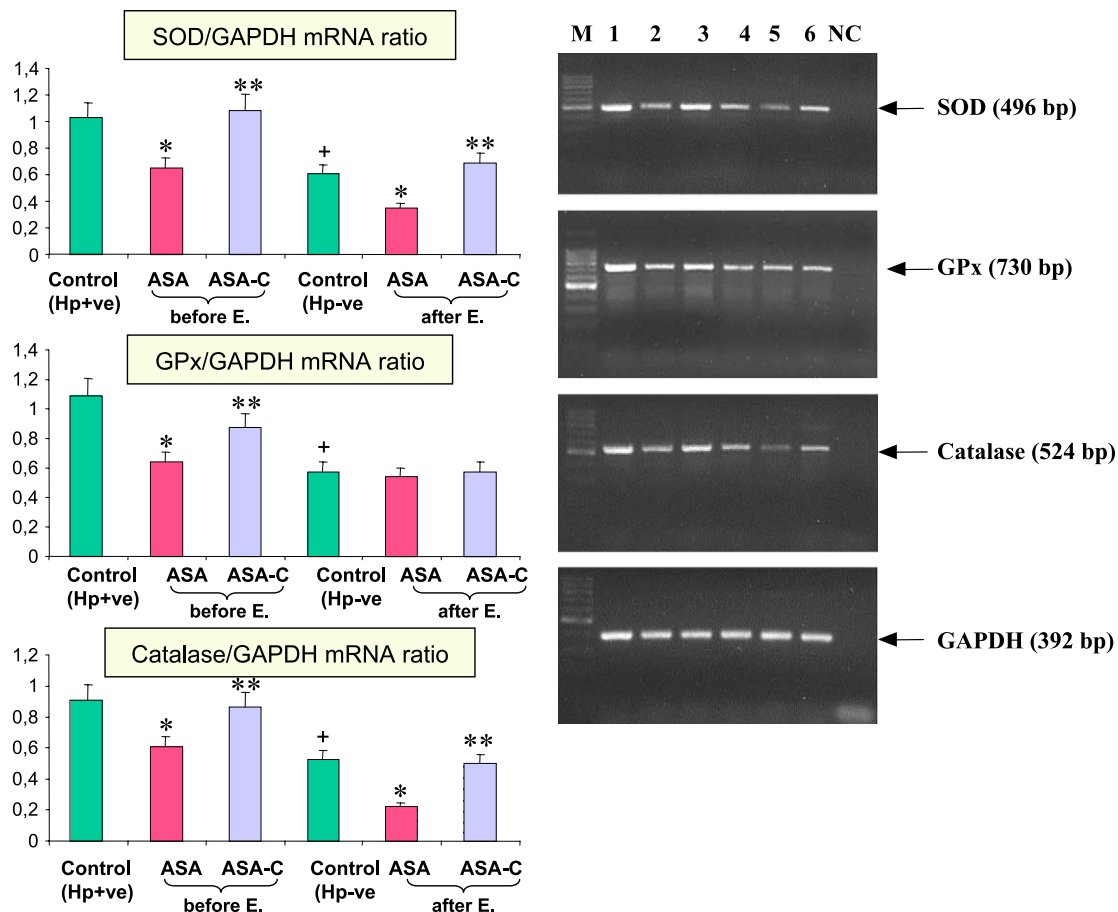 SOD/GAPDH mRNA ratio
1,4
1,2
1
0,8
0,6
0,4
0,2
0
*
**
+
*
**
Control
(Hp+ve)
ASA ASA-C
before E.
Control
(Hp-ve
ASA ASA-C
after E.
GPx/GAPDH mRNA ratio
1,4
1,2
1
0,8
0,6
0,4
0,2
0
*
**
+
Control
(Hp+ve)
ASA ASA-C
before E.
Control
(Hp-ve
ASA ASA-C
after E.
Catalase/GAPDH mRNA ratio
1,2
1
0,8
0,6
0,4
0,2
0
*
**
+
*
**
Control
(Hp+ve)
ASA ASA-C
before E.
Control
(Hp-ve
ASA ASA-C
after E.
M 1 2 3 4 5 6 NC
SOD (496 bp)
GPx (730 bp)
Catalase (524 bp)
GAPDH (392 bp)